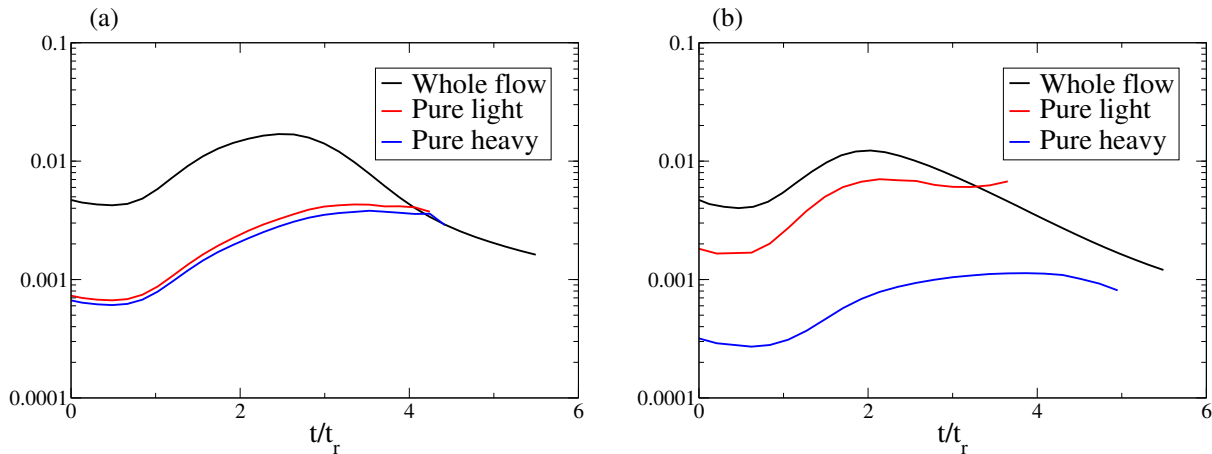 (a)
0.1
0.01
0.001
0.0001
0 2 4 6
t/t_r
Whole flow
Pure light
Pure heavy
(b)
0.1
0.01
0.001
0.0001
0 2 4 6
t/t_r
Whole flow
Pure light
Pure heavy